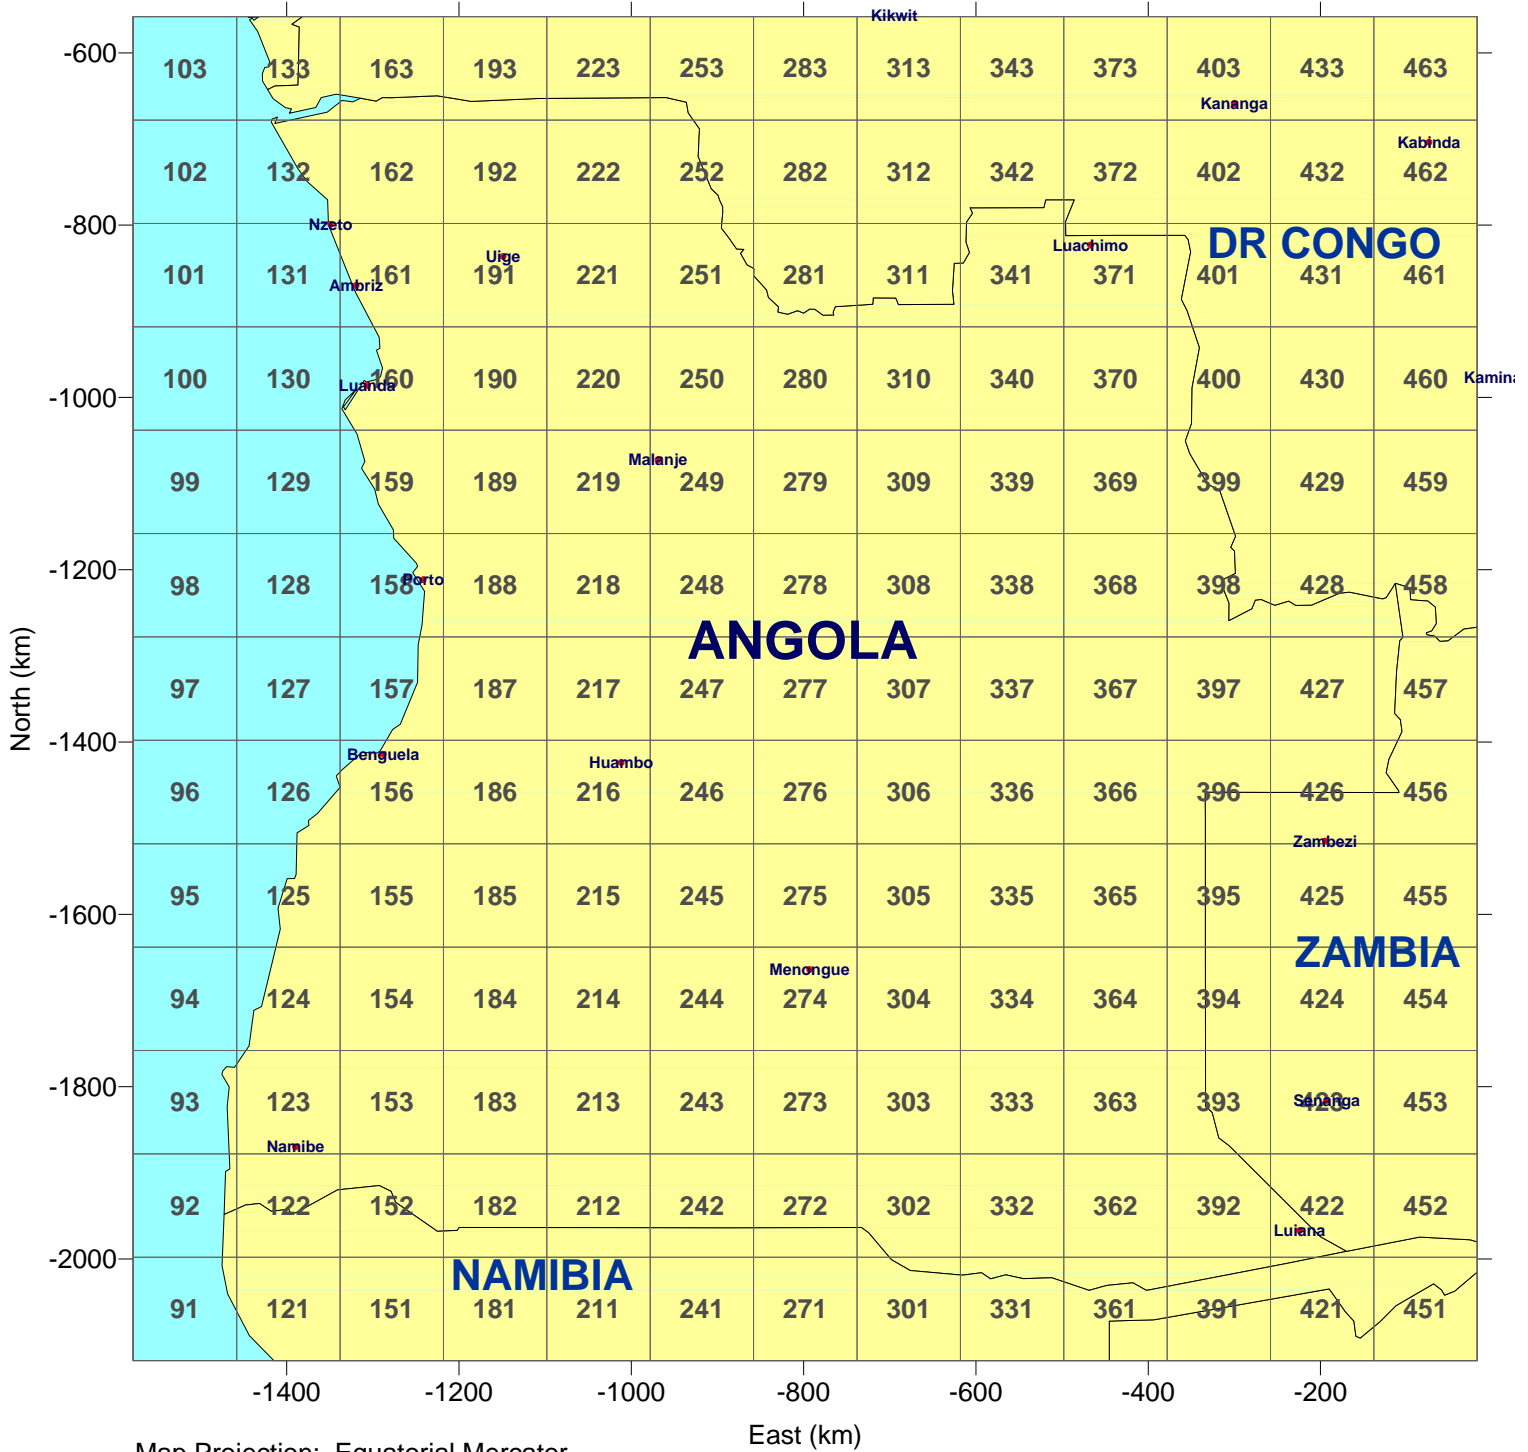 Kikwit
-600
103 133 163 193 223 253 283 313 343 373 403 433 463
Kananga
Kabinda
102 132 162 192 222 252 282 312 342 372 402 432 462
-800
Nzeto
Luachimo
DR CONGO
Uige
101 131 161 191 221 251 281 311 341 371 401 431 461
Ambriz
100 130 160 190 220 250 280 310 340 370 400 430 460
Luanda
Kamina
-1000
Malanje
99 129 159 189 219 249 279 309 339 369 399 429 459
-1200
Porto
98 128 158 188 218 248 278 308 338 368 398 428 458
ANGOLA
97 127 157 187 217 247 277 307 337 367 397 427 457
North (km)
-1400
Benguela
Huambo
96 126 156 186 216 246 276 306 336 366 396 426 456
Zambezi
95 125 155 185 215 245 275 305 335 365 395 425 455
-1600
ZAMBIA
Menongue
94 124 154 184 214 244 274 304 334 364 394 424 454
-1800
93 123 153 183 213 243 273 303 333 363 393 423 453
Senanga
Namibe
92 122 152 182 212 242 272 302 332 362 392 422 452
Luiana
-2000
NAMIBIA
91 121 151 181 211 241 271 301 331 361 391 421 451
-1400 -1200 -1000 -800 -600 -400 -200
East (km)
Map Projection: Equatorial Mercator